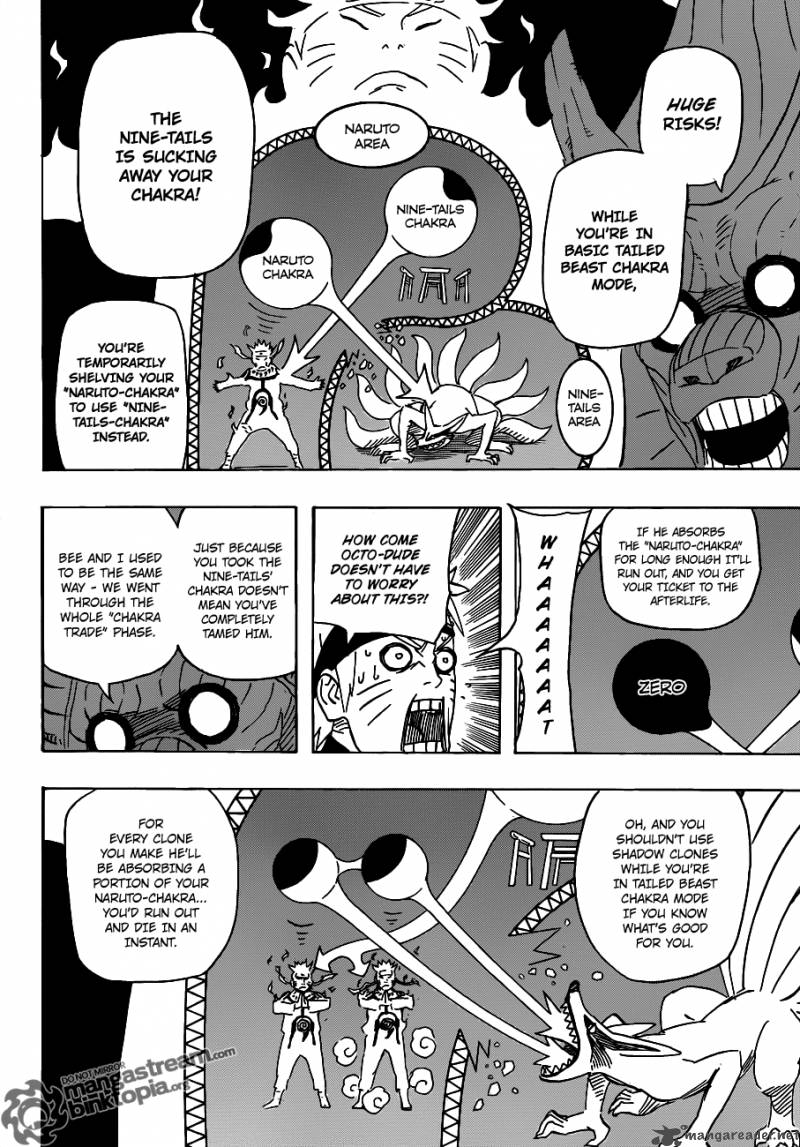 HUGE
RISKS!
WHILE
YOU'RE IN
BASIC TAILED
BEAST CHAKRA
MODE,
THE
NINE-TAILS
IS SUCKING
AWAY YOUR
CHAKRA!
NARUTO
AREA
NINE-TAILS
CHAKRA
NARUTO
CHAKRA
NINE-
TAILS
AREA
YOU'RE
TEMPORARILY
SHELVING YOUR
"NARUTO-CHAKRA"
TO USE "NINE-
TAILS-CHAKRA"
INSTEAD.
IF HE ABSORBS
THE "NARUTO-CHAKRA"
FOR LONG ENOUGH IT'LL
RUN OUT, AND YOU GET
YOUR TICKET TO THE
AFTERLIFE.
ZERO
WHAAAAAAT
HOW COME
OCTO-DUDE
DOESN'T HAVE
TO WORRY
ABOUT THIS?!
JUST BECAUSE
YOU TOOK THE
NINE-TAILS'
CHAKRA DOESN'T
MEAN YOU'VE
COMPLETELY
TAMED HIM.
BEE AND I USED
TO BE THE SAME
WAY - WE WENT
THROUGH THE
WHOLE "CHAKRA
TRADE" PHASE.
OH, AND YOU
SHOULDN'T USE
SHADOW CLONES
WHILE YOU'RE
IN TAILED BEAST
CHAKRA MODE
IF YOU KNOW
WHAT'S GOOD
FOR YOU.
FOR
EVERY CLONE
YOU MAKE HE'LL
BE ABSORBING A
PORTION OF YOUR
NARUTO-CHAKRA...
YOU'D RUN OUT
AND DIE IN AN
INSTANT.
DO NOT MIRROR
mangastream.com
binktopia.org
mangareader.net